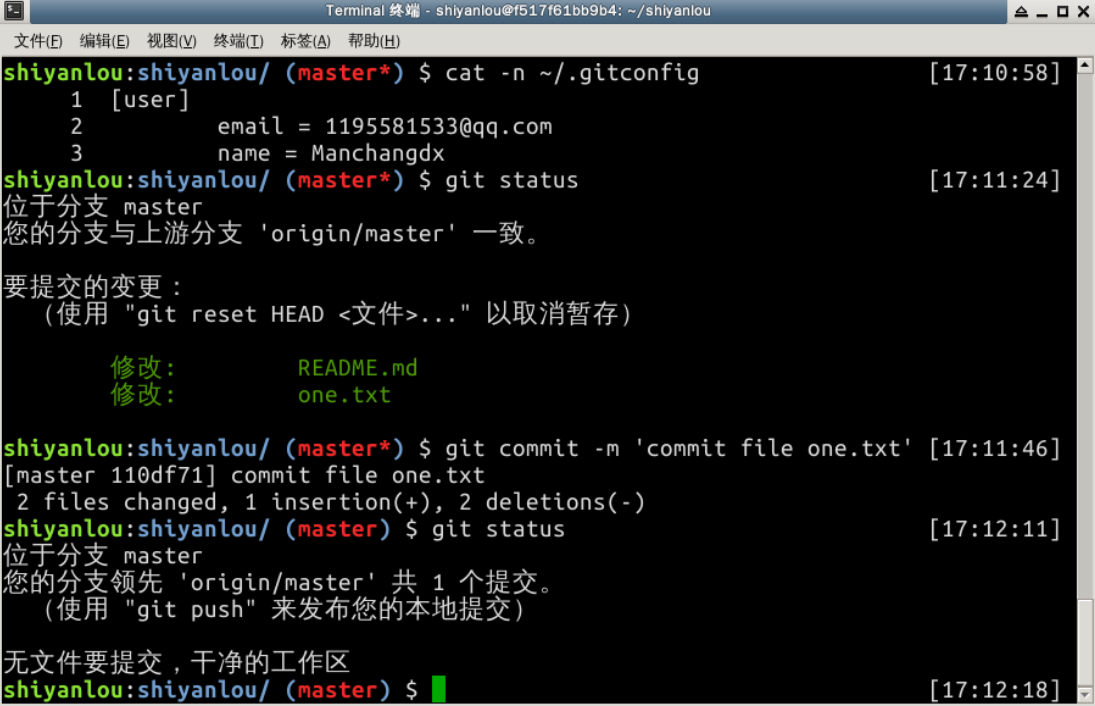 Terminal 终端 - shiyanlou@f517f61bb9b4: ~/shiyanlou
文件(F) 编辑(E) 视图(V) 终端(T) 标签(A) 帮助(H)
shiyanlou:shiyanlou/ (master*) $ cat -n ~/.gitconfig [17:10:58]
1 [user]
2 email = 1195581533@qq.com
3 name = Manchangdx
shiyanlou:shiyanlou/ (master*) $ git status [17:11:24]
位于分支 master
您的分支与上游分支 'origin/master' 一致。
要提交的变更：
（使用 "git reset HEAD <文件>..." 以取消暂存）
修改: README.md
修改: one.txt
shiyanlou:shiyanlou/ (master*) $ git commit -m 'commit file one.txt' [17:11:46]
[master 110df71] commit file one.txt
2 files changed, 1 insertion(+), 2 deletions(-)
shiyanlou:shiyanlou/ (master) $ git status [17:12:11]
位于分支 master
您的分支领先 'origin/master' 共 1 个提交。
（使用 "git push" 来发布您的本地提交）
无文件要提交，干净的工作区
shiyanlou:shiyanlou/ (master) $ [17:12:18]